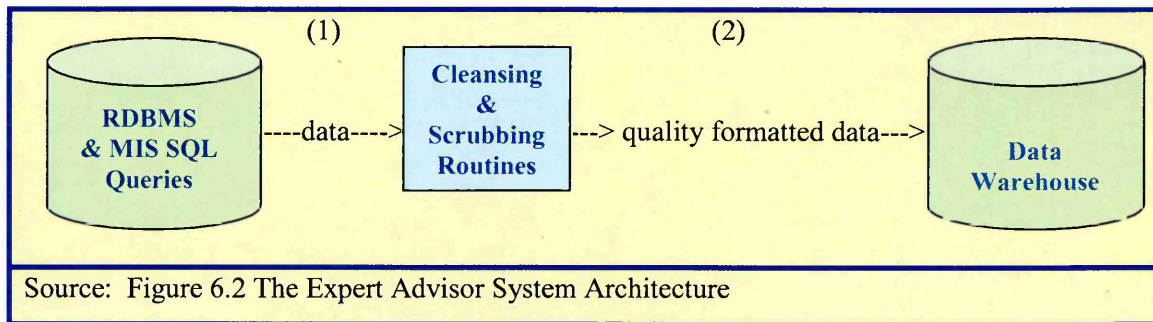 (1)
(2)
RDBMS
& MIS SQL
Queries
----data---->
Cleansing
&
Scrubbing
Routines
---> quality formatted data--->
Data
Warehouse
Source: Figure 6.2 The Expert Advisor System Architecture